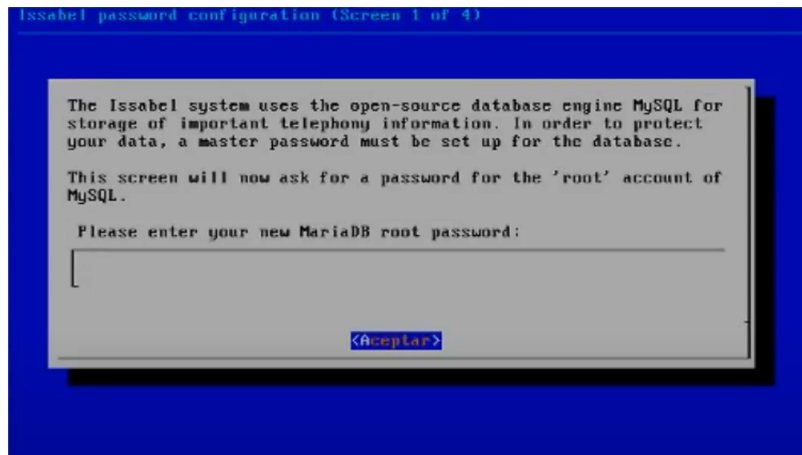 Issabel password configuration (Screen 1 of 4)
The Issabel system uses the open-source database engine MySQL for
storage of important telephony information. In order to protect
your data, a master password must be set up for the database.
This screen will now ask for a password for the 'root' account of
MySQL.
Please enter your new MariaDB root password:
<Aceptar>